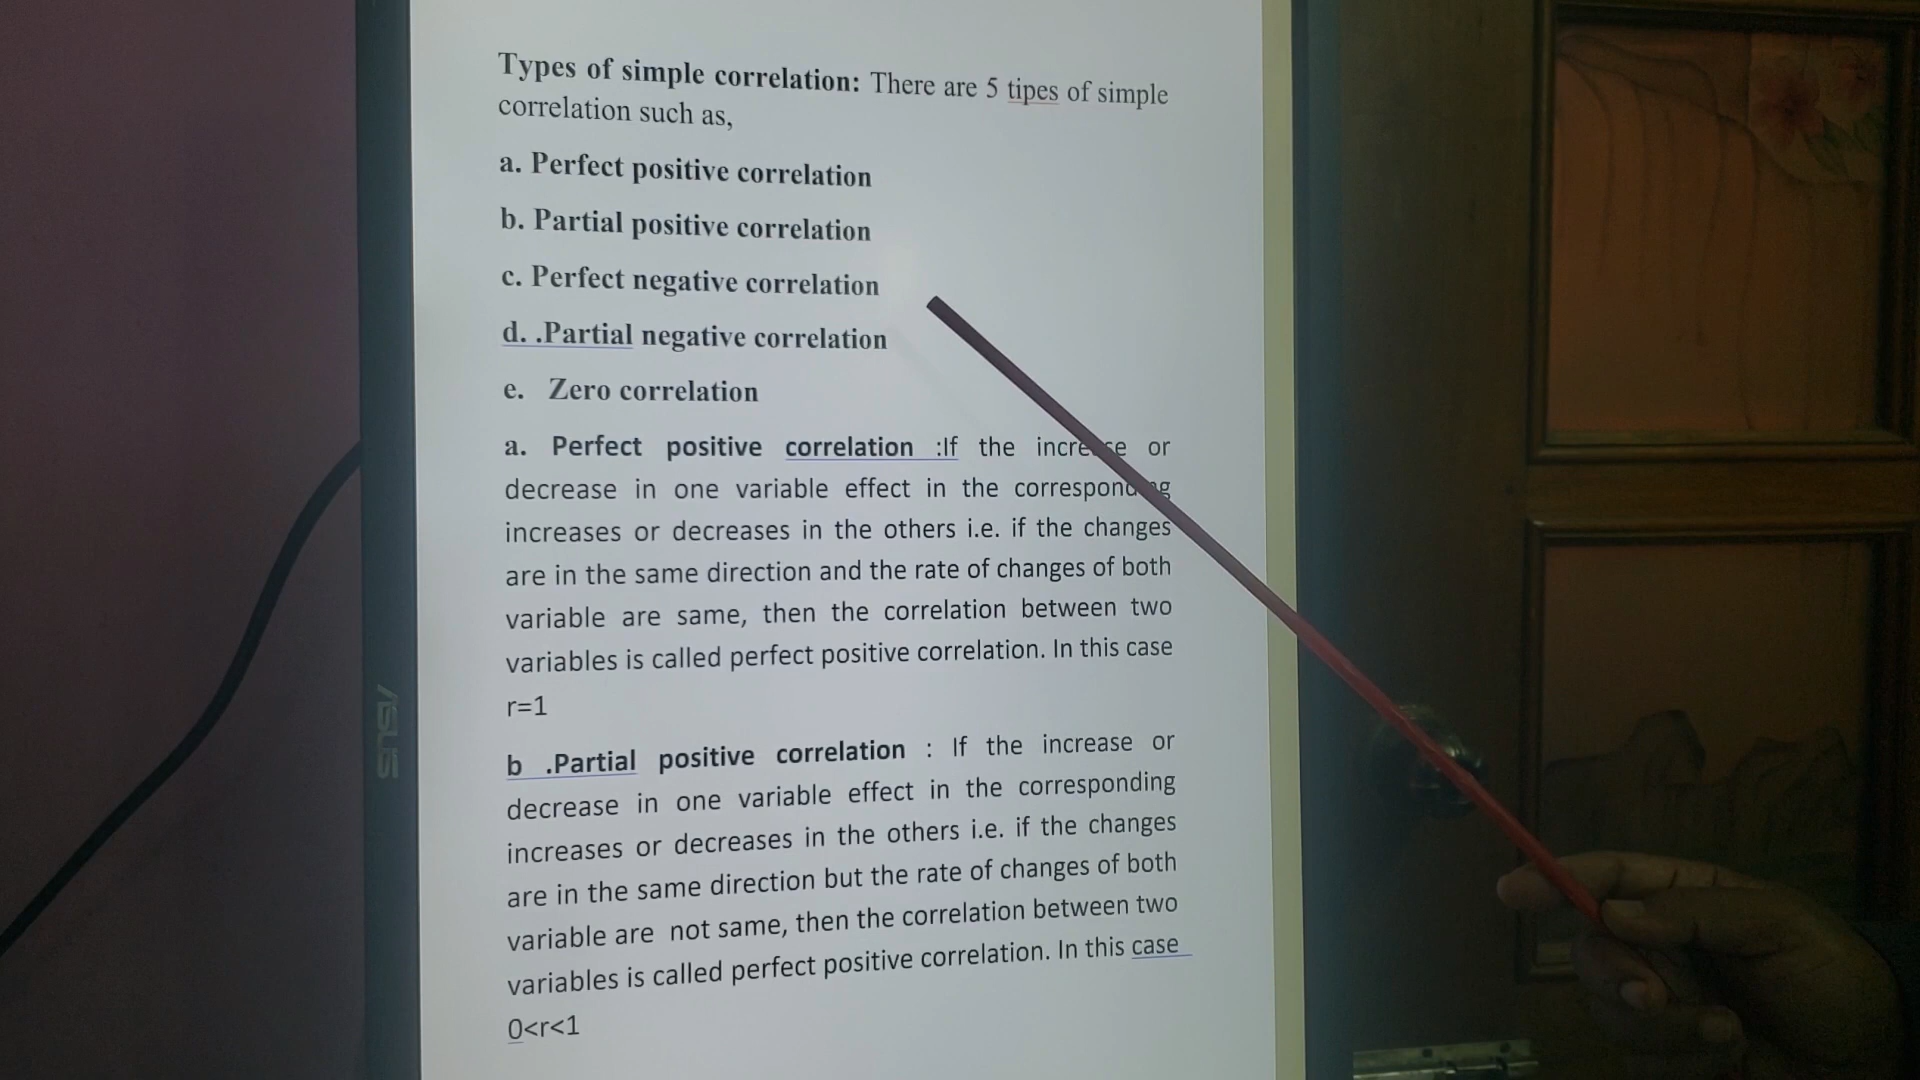 Types of simple correlation: There are 5 tipes of simple
correlation such as,
a. Perfect positive correlation
b. Partial positive correlation
c. Perfect negative correlation
d. .Partial negative correlation
e. Zero correlation
a. Perfect positive correlation :If the or
decrease in one variable effect in the
increases or decreases in the others i.e. if the changes
are in the same direction and the rate of changes of both
variable are same, then the correlation between two
variables is called perfect positive correlation. In this case
r=1
b .Partial positive correlation : If the increase or
decrease in one variable effect in the corresponding
increases or decreases in the others i.e. if the changes
are in the same direction but the rate of changes of both
variable are not same, then the correlation between two
variables is called perfect positive correlation. In this case
0<r<1
ASUS